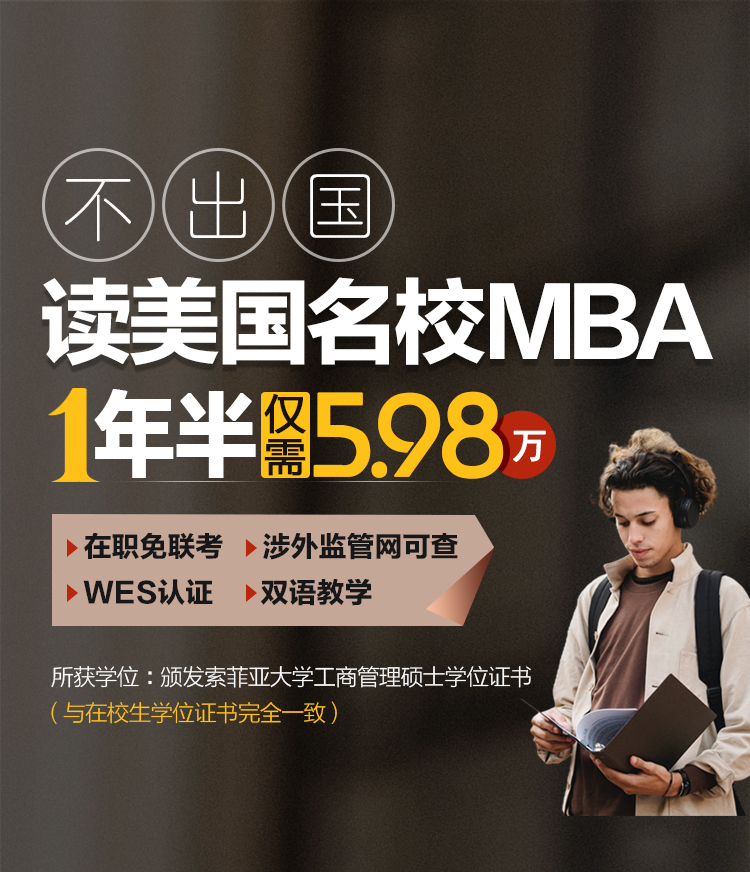 不出国
读美国名校MBA
1年半仅需5.98万
在职免联考 涉外监管网可查
WES认证 双语教学
所获学位：颁发索菲亚大学工商管理硕士学位证书
（与在校生学位证书完全一致）